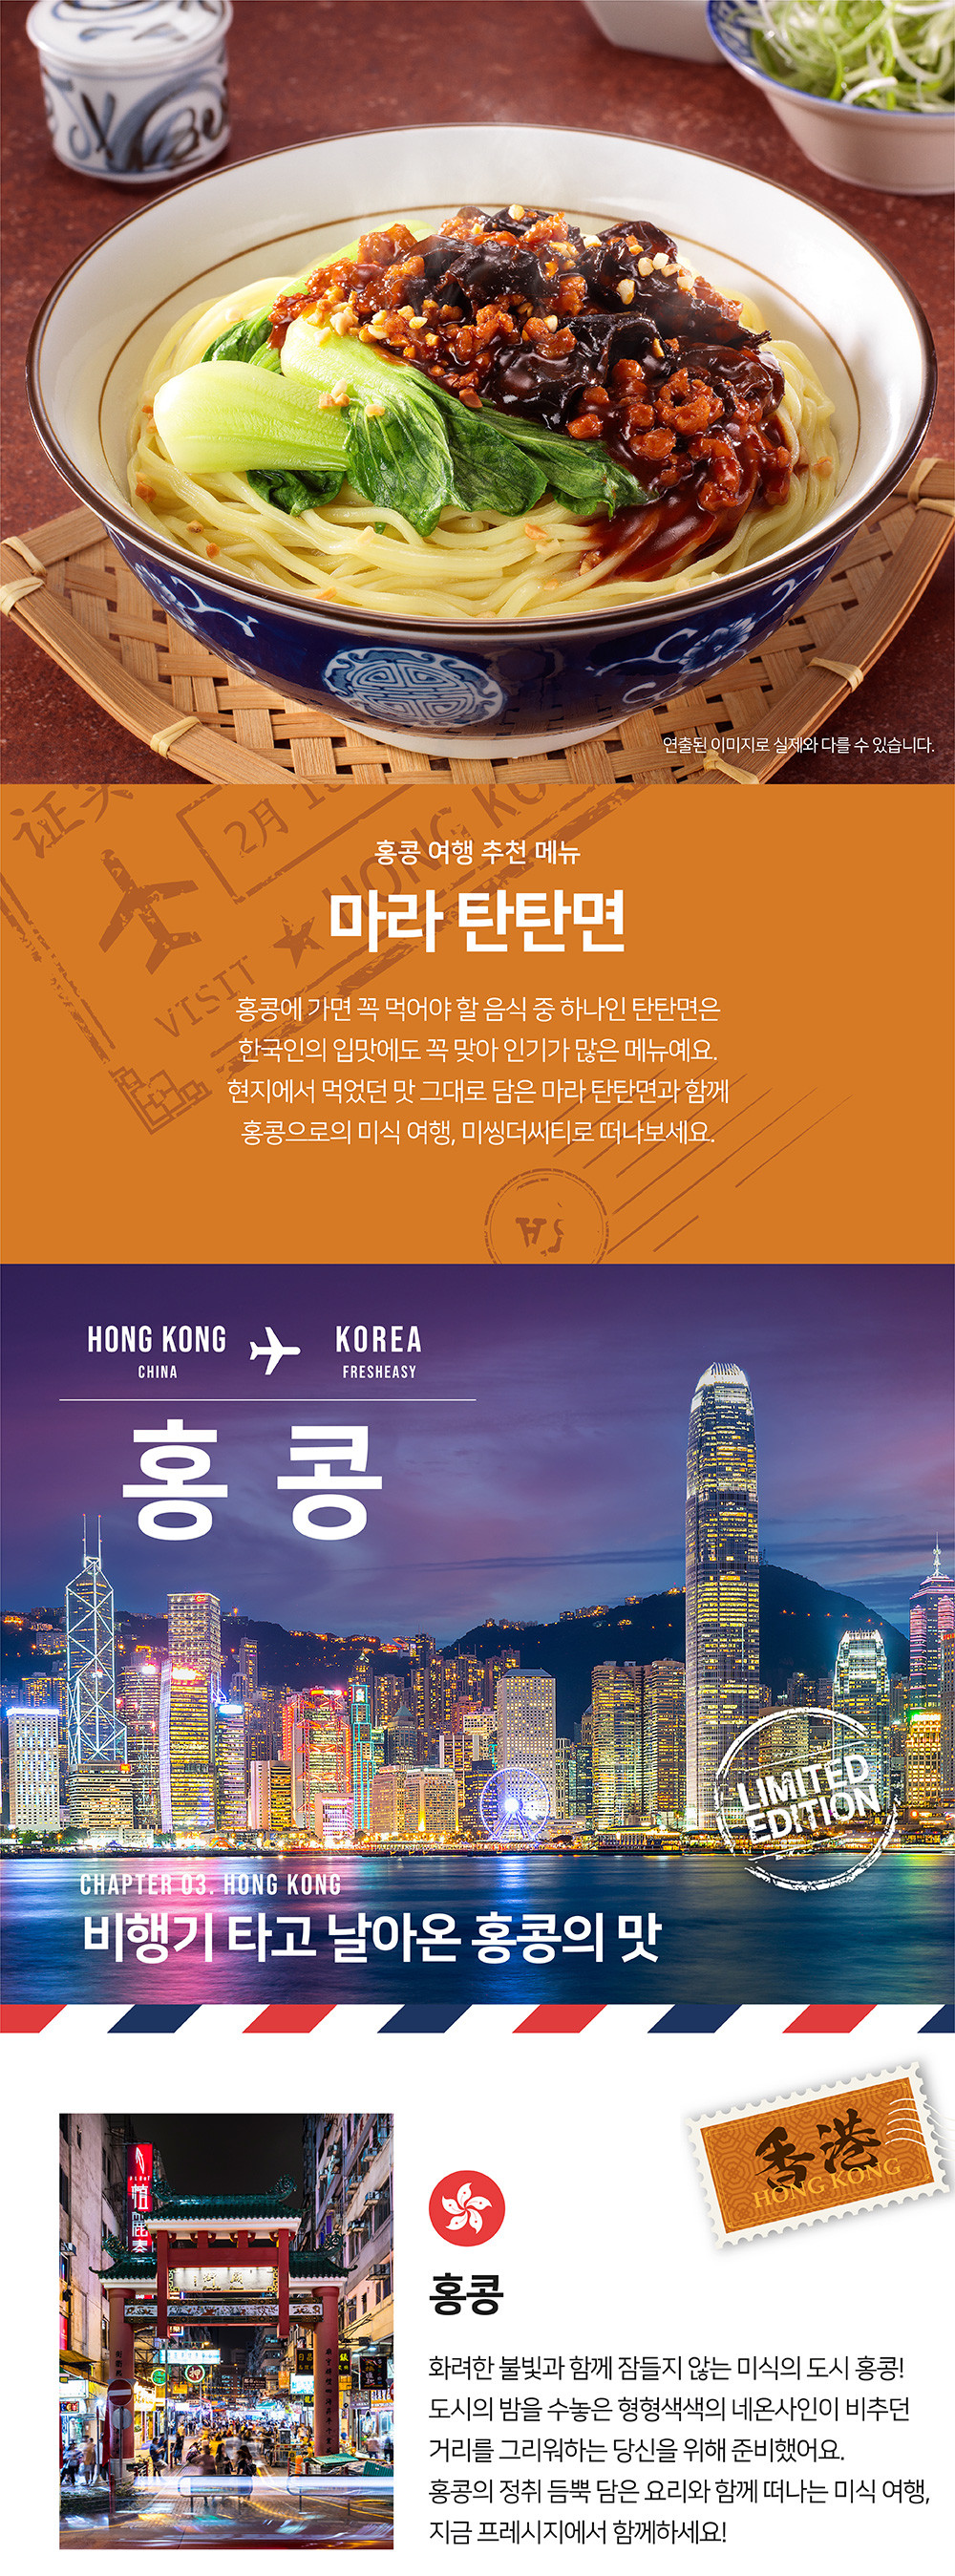 연출된 이미지로 실제와 다를 수 있습니다.
证实
2月
VISIT ★ HONG KO
홍콩 여행 추천 메뉴
마라 탄탄면
홍콩에 가면 꼭 먹어야 할 음식 중 하나인 탄탄면은
한국인의 입맛에도 꼭 맞아 인기가 많은 메뉴예요.
현지에서 먹었던 맛 그대로 담은 마라 탄탄면과 함께
홍콩으로의 미식 여행, 미씽더씨티로 떠나보세요.
HONG KONG
CHINA
KOREA
FRESHEASY
홍콩
LIMITED
EDITION
CHAPTER 03. HONG KONG
비행기 타고 날아온 홍콩의 맛
香港
HONG KONG
홍콩
화려한 불빛과 함께 잠들지 않는 미식의 도시 홍콩!
도시의 밤을 수놓은 형형색색의 네온사인이 비추던
거리를 그리워하는 당신을 위해 준비했어요.
홍콩의 정취 듬뿍 담은 요리와 함께 떠나는 미식 여행,
지금 프레시지에서 함께하세요!